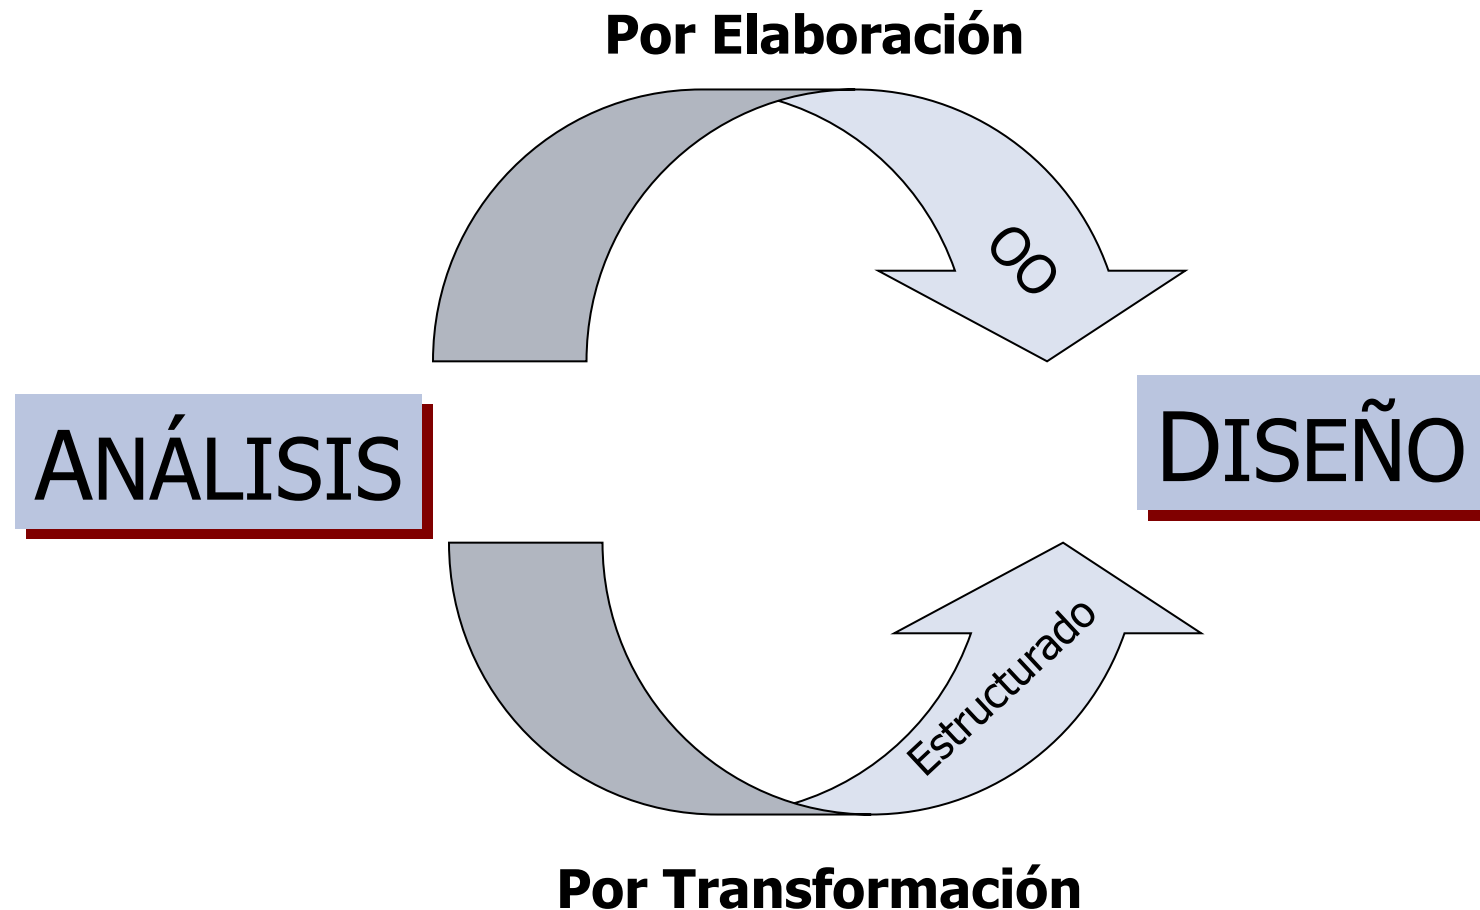 Por Elaboración
OO
ANÁLISIS
DISEÑO
Estructurado
Por Transformación